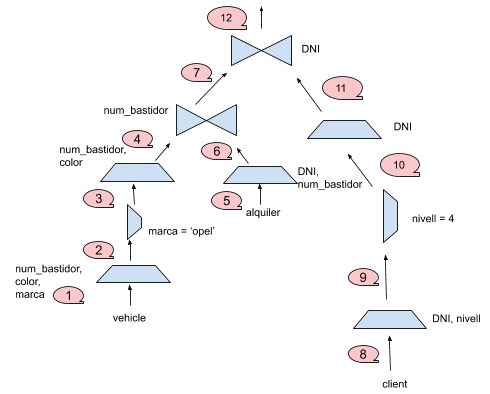 12
DNI
7
11
num_bastidor
DNI
4
num_bastidor,
color
6
10
DNI,
num_bastidor
3
5
alquiler
nivell = 4
marca = ‘opel’
2
num_bastidor,
color,
marca
1
9
vehicle
DNI, nivell
8
client